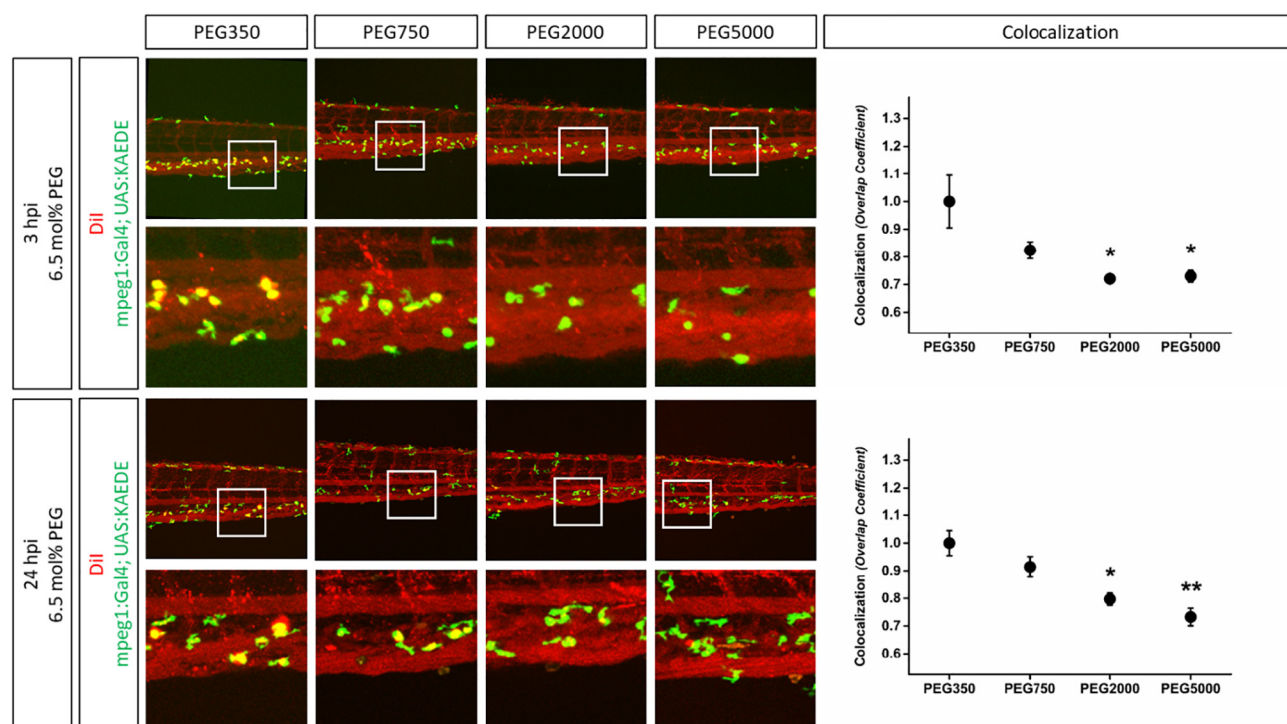 PEG350
PEG750
PEG2000
PEG5000
Colocalization
3 hpi
6.5 mol% PEG
DiI
mpeg1:Gal4; UAS:KAEDE
Colocalization (Overlap Coefficient)
1.3
1.2
1.1
1.0
0.9
0.8
0.7
0.6
*
*
PEG350
PEG750
PEG2000
PEG5000
24 hpi
6.5 mol% PEG
DiI
mpeg1:Gal4; UAS:KAEDE
Colocalization (Overlap Coefficient)
1.3
1.2
1.1
1.0
0.9
0.8
0.7
0.6
*
**
PEG350
PEG750
PEG2000
PEG5000